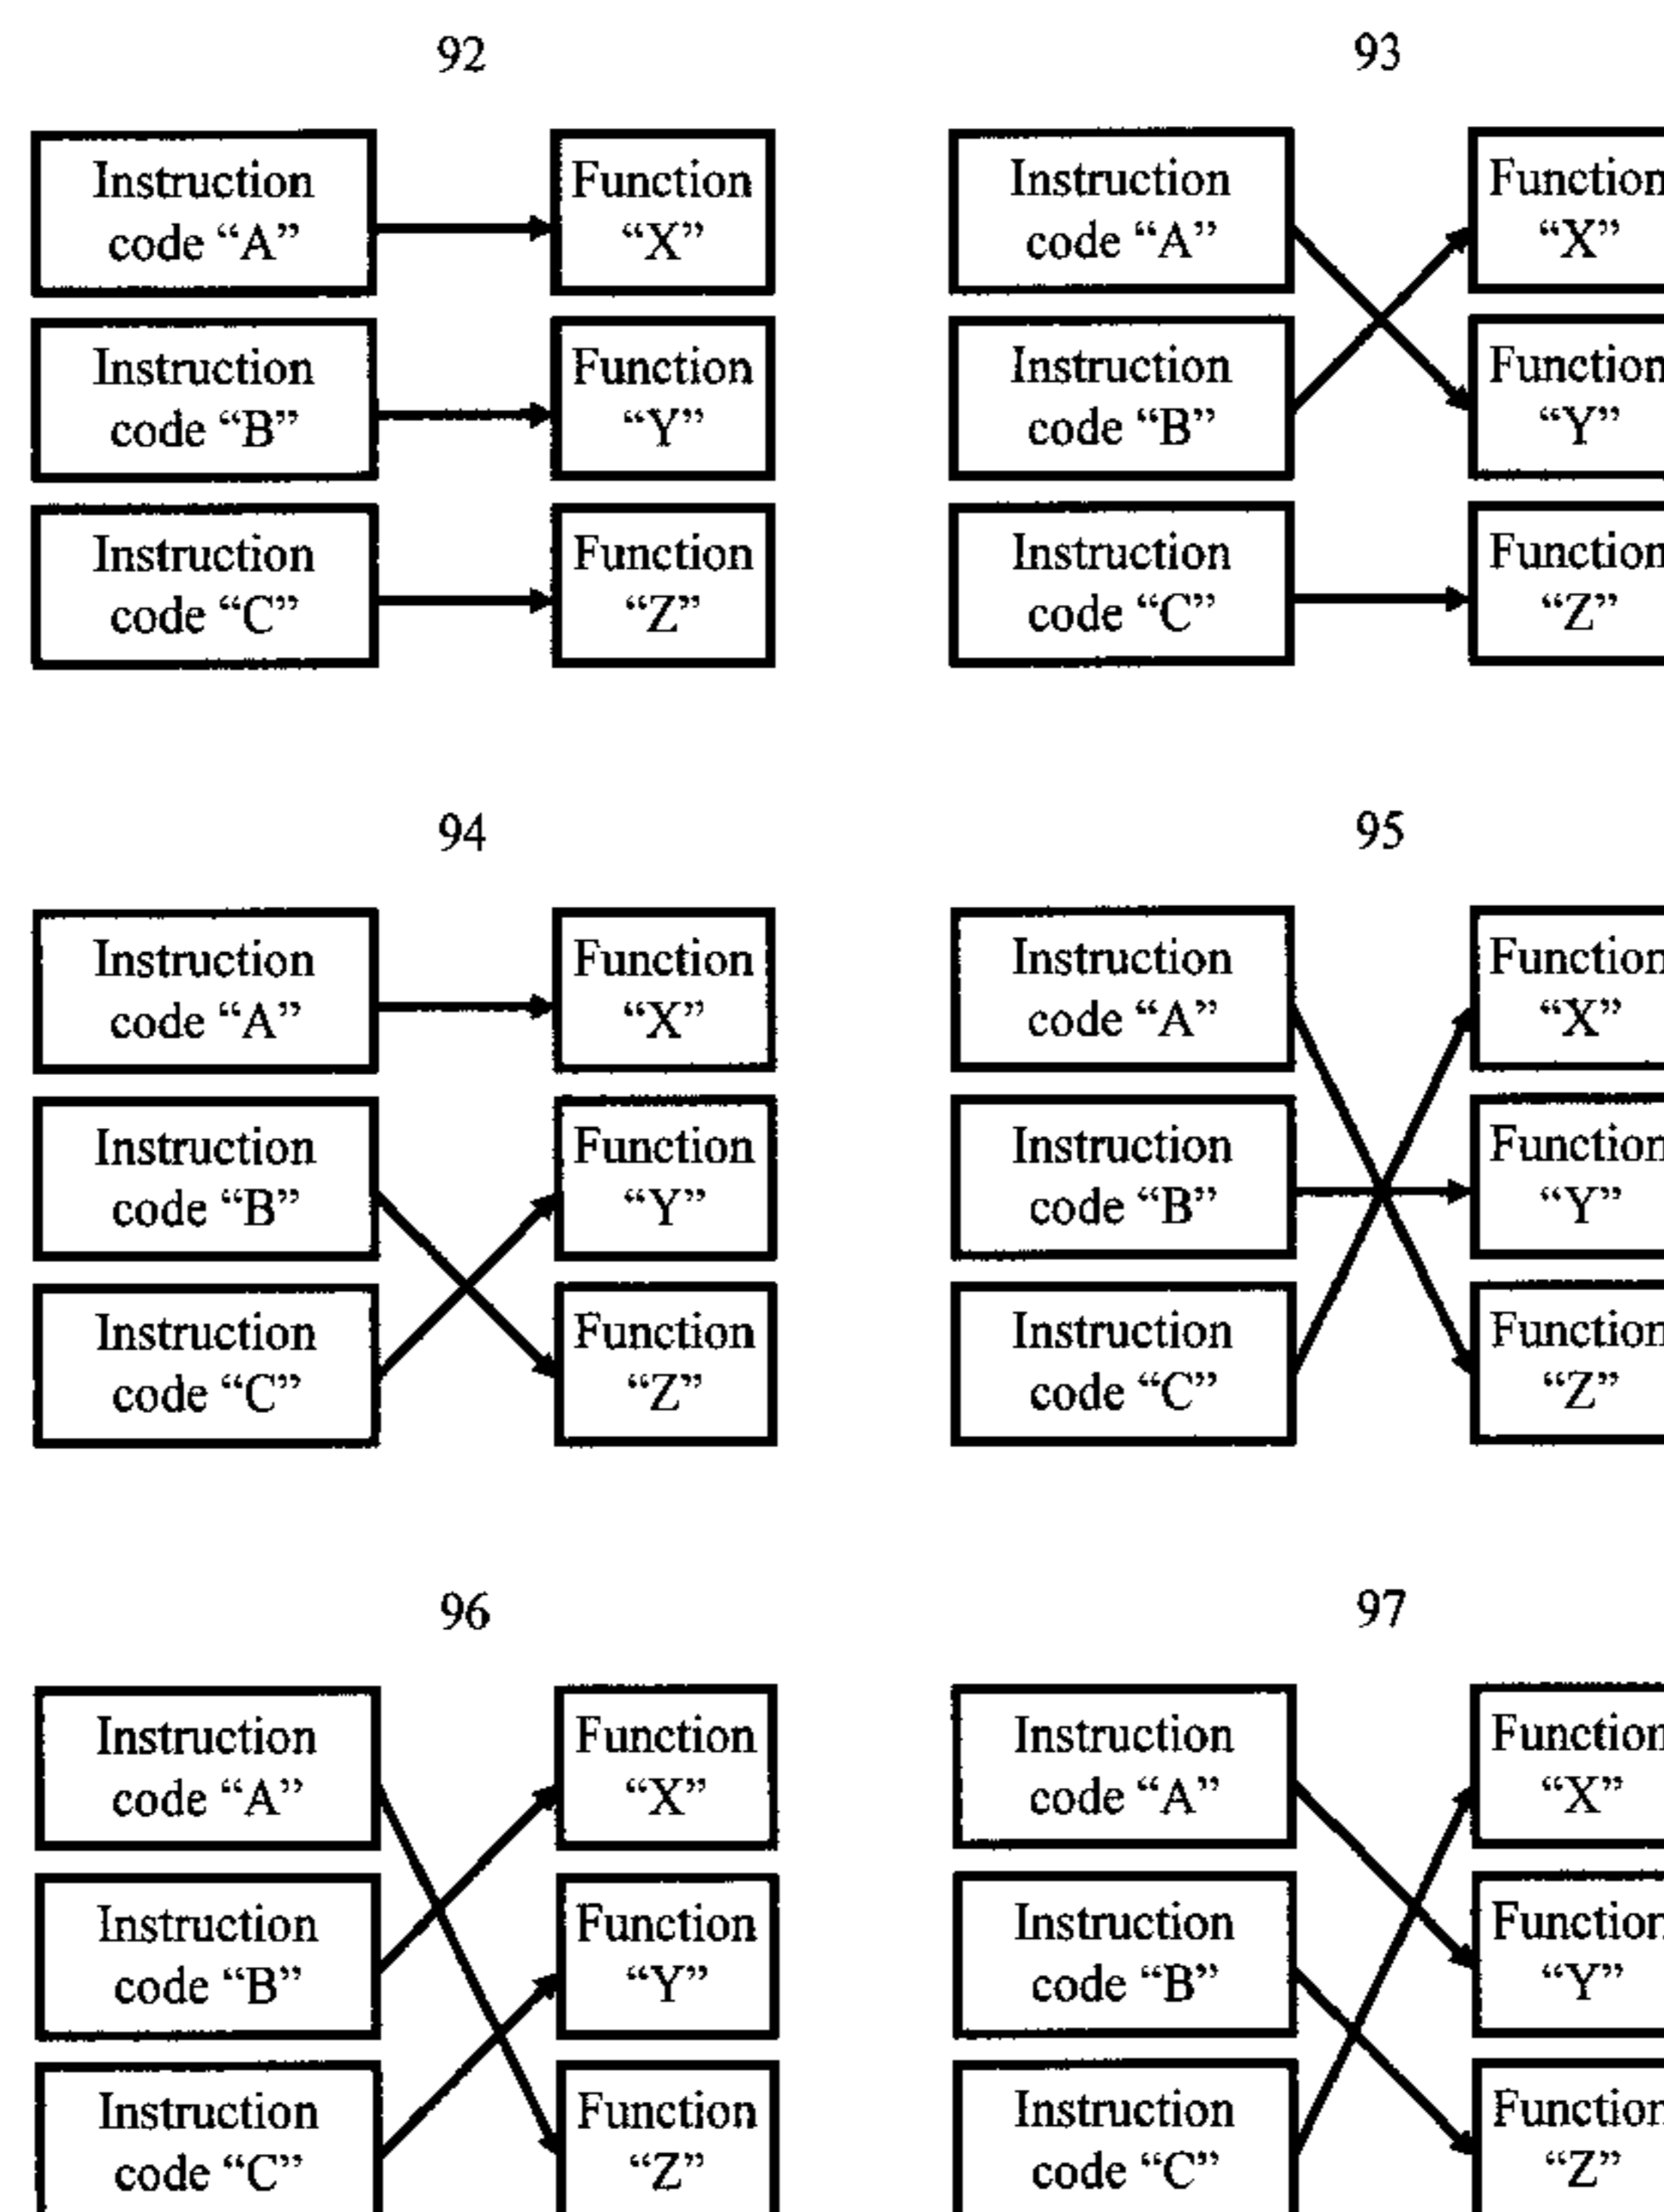 92
Instruction
code “A”
Function
“X”
Instruction
code “B”
Function
“Y”
Instruction
code “C”
Function
“Z”
93
Instruction
code “A”
Function
“X”
Instruction
code “B”
Function
“Y”
Instruction
code “C”
Function
“Z”
94
Instruction
code “A”
Function
“X”
Instruction
code “B”
Function
“Y”
Instruction
code “C”
Function
“Z”
95
Instruction
code “A”
Function
“X”
Instruction
code “B”
Function
“Y”
Instruction
code “C”
Function
“Z”
96
Instruction
code “A”
Function
“X”
Instruction
code “B”
Function
“Y”
Instruction
code “C”
Function
“Z”
97
Instruction
code “A”
Function
“X”
Instruction
code “B”
Function
“Y”
Instruction
code “C”
Function
“Z”